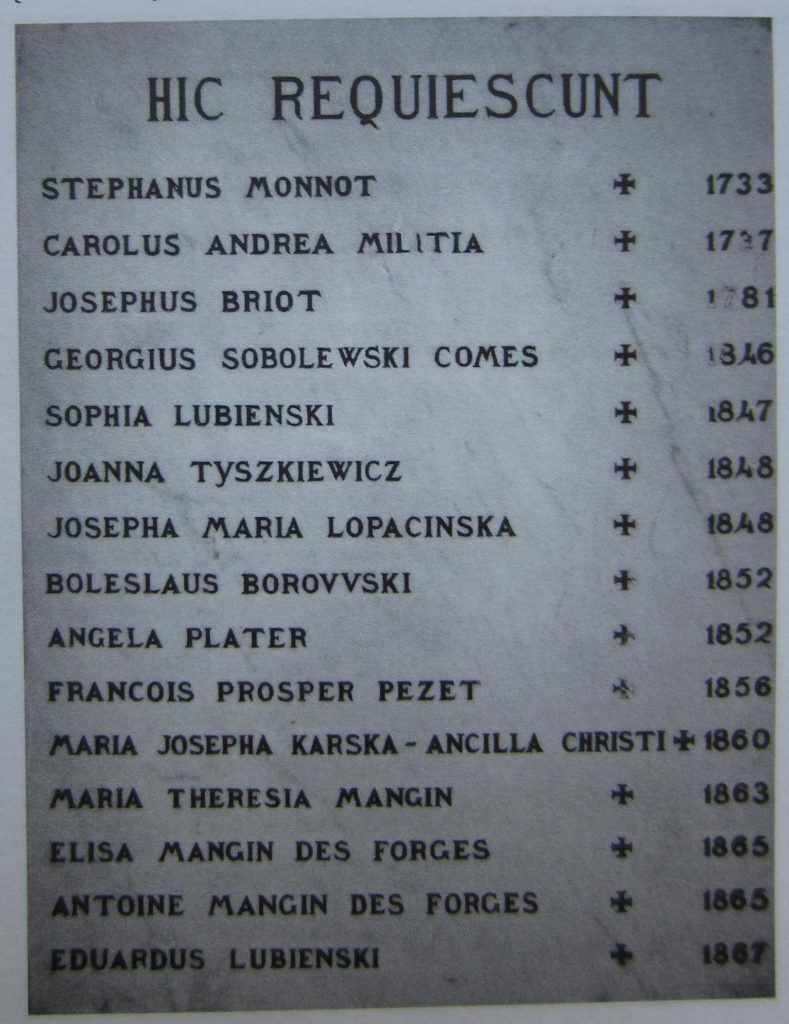 HIC REQUIESCUNT
STEPHANUS MONNOT ✠ 1733
CAROLUS ANDREA MILITIA ✠
JOSEPHUS BRIOT ✠ 1781
GEORGIUS SOBOLEWSKI COMES ✠ 1846
SOPHIA LUBIENSKI ✠ 1847
JOANNA TYSZKIEWICZ ✠ 1848
JOSEPHA MARIA LOPACINSKA ✠ 1848
BOLESLAUS BOROVVSKI ✠ 1852
ANGELA PLATER ✠ 1852
FRANCOIS PROSPER PEZET ✠ 1856
MARIA JOSEPHA KARSKA - ANCILLA CHRISTI ✠ 1860
MARIA THERESIA MANGIN ✠ 1863
ELISA MANGIN DES FORGES ✠ 1865
ANTOINE MANGIN DES FORGES ✠ 1865
EDUARDUS LUBIENSKI ✠ 1867